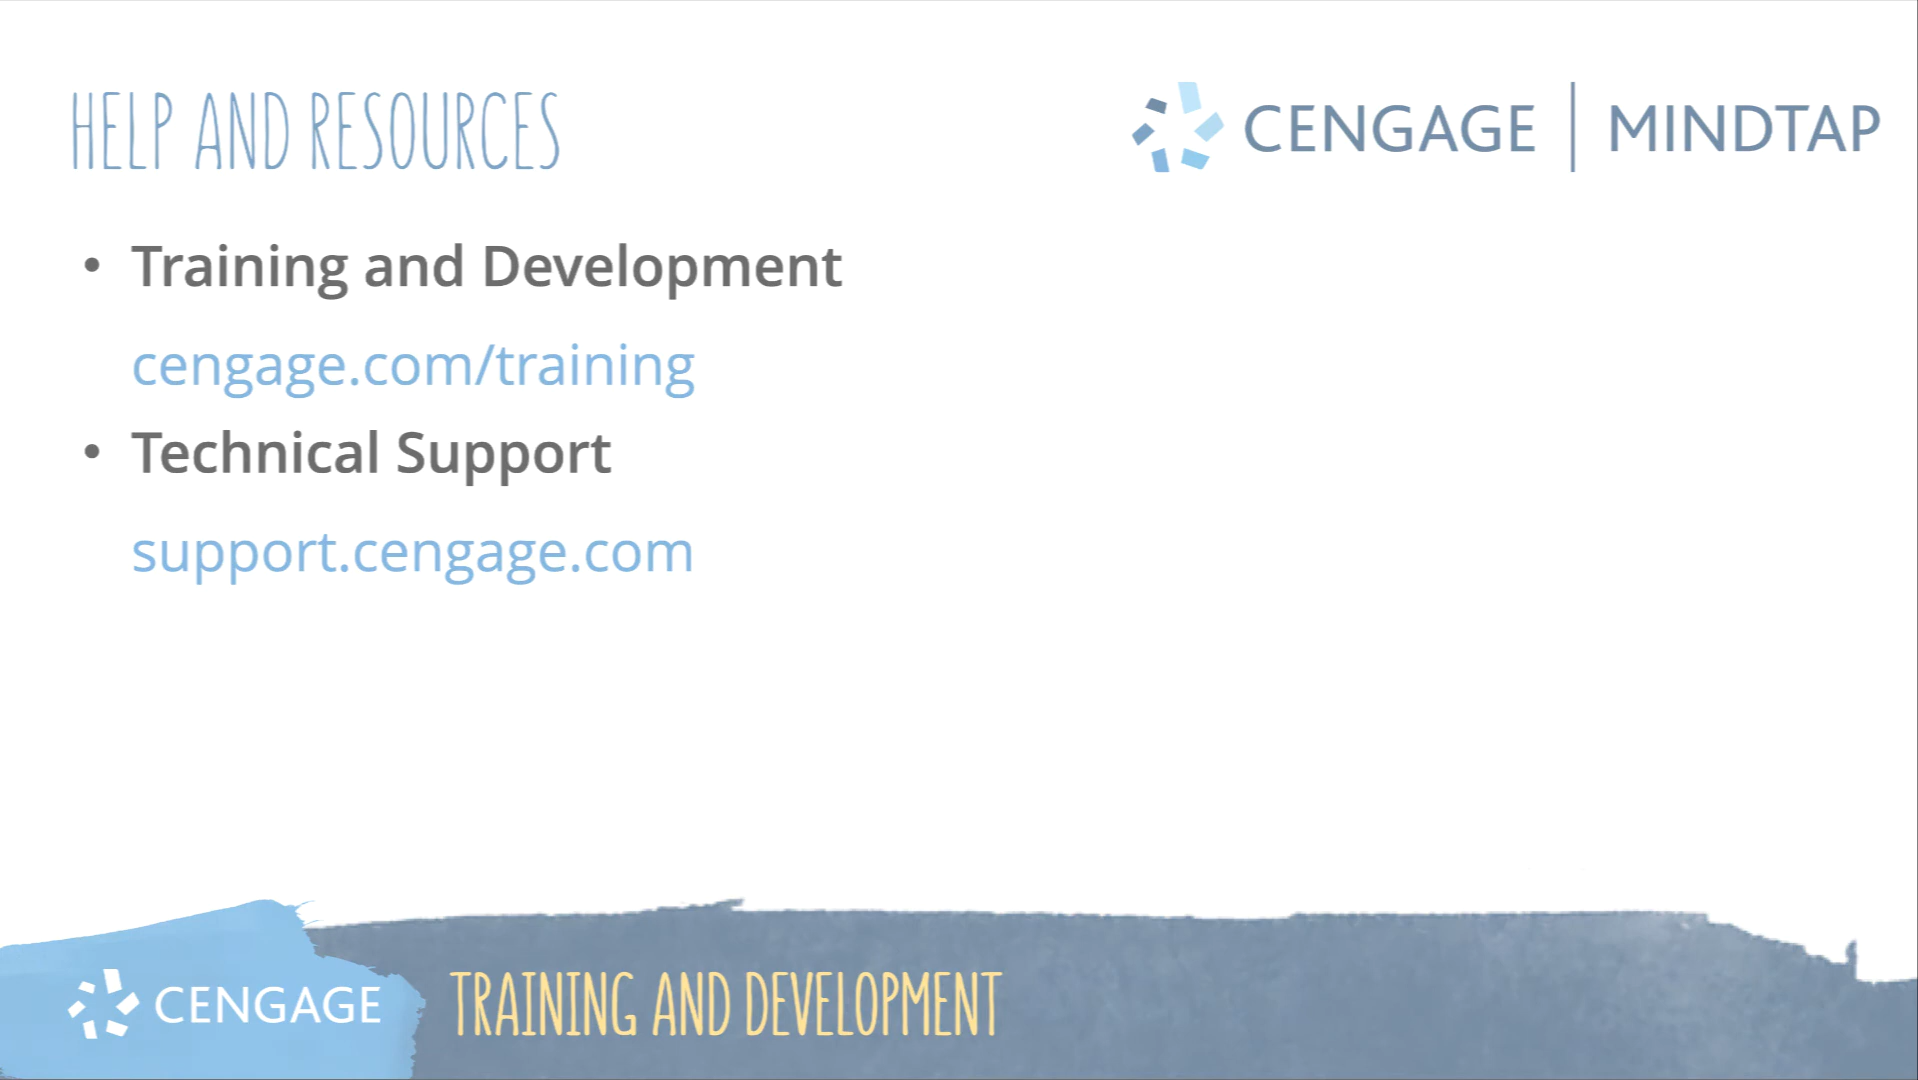 HELP AND RESOURCES
CENGAGE | MINDTAP
• Training and Development
cengage.com/training
• Technical Support
support.cengage.com
CENGAGE
TRAINING AND DEVELOPMENT